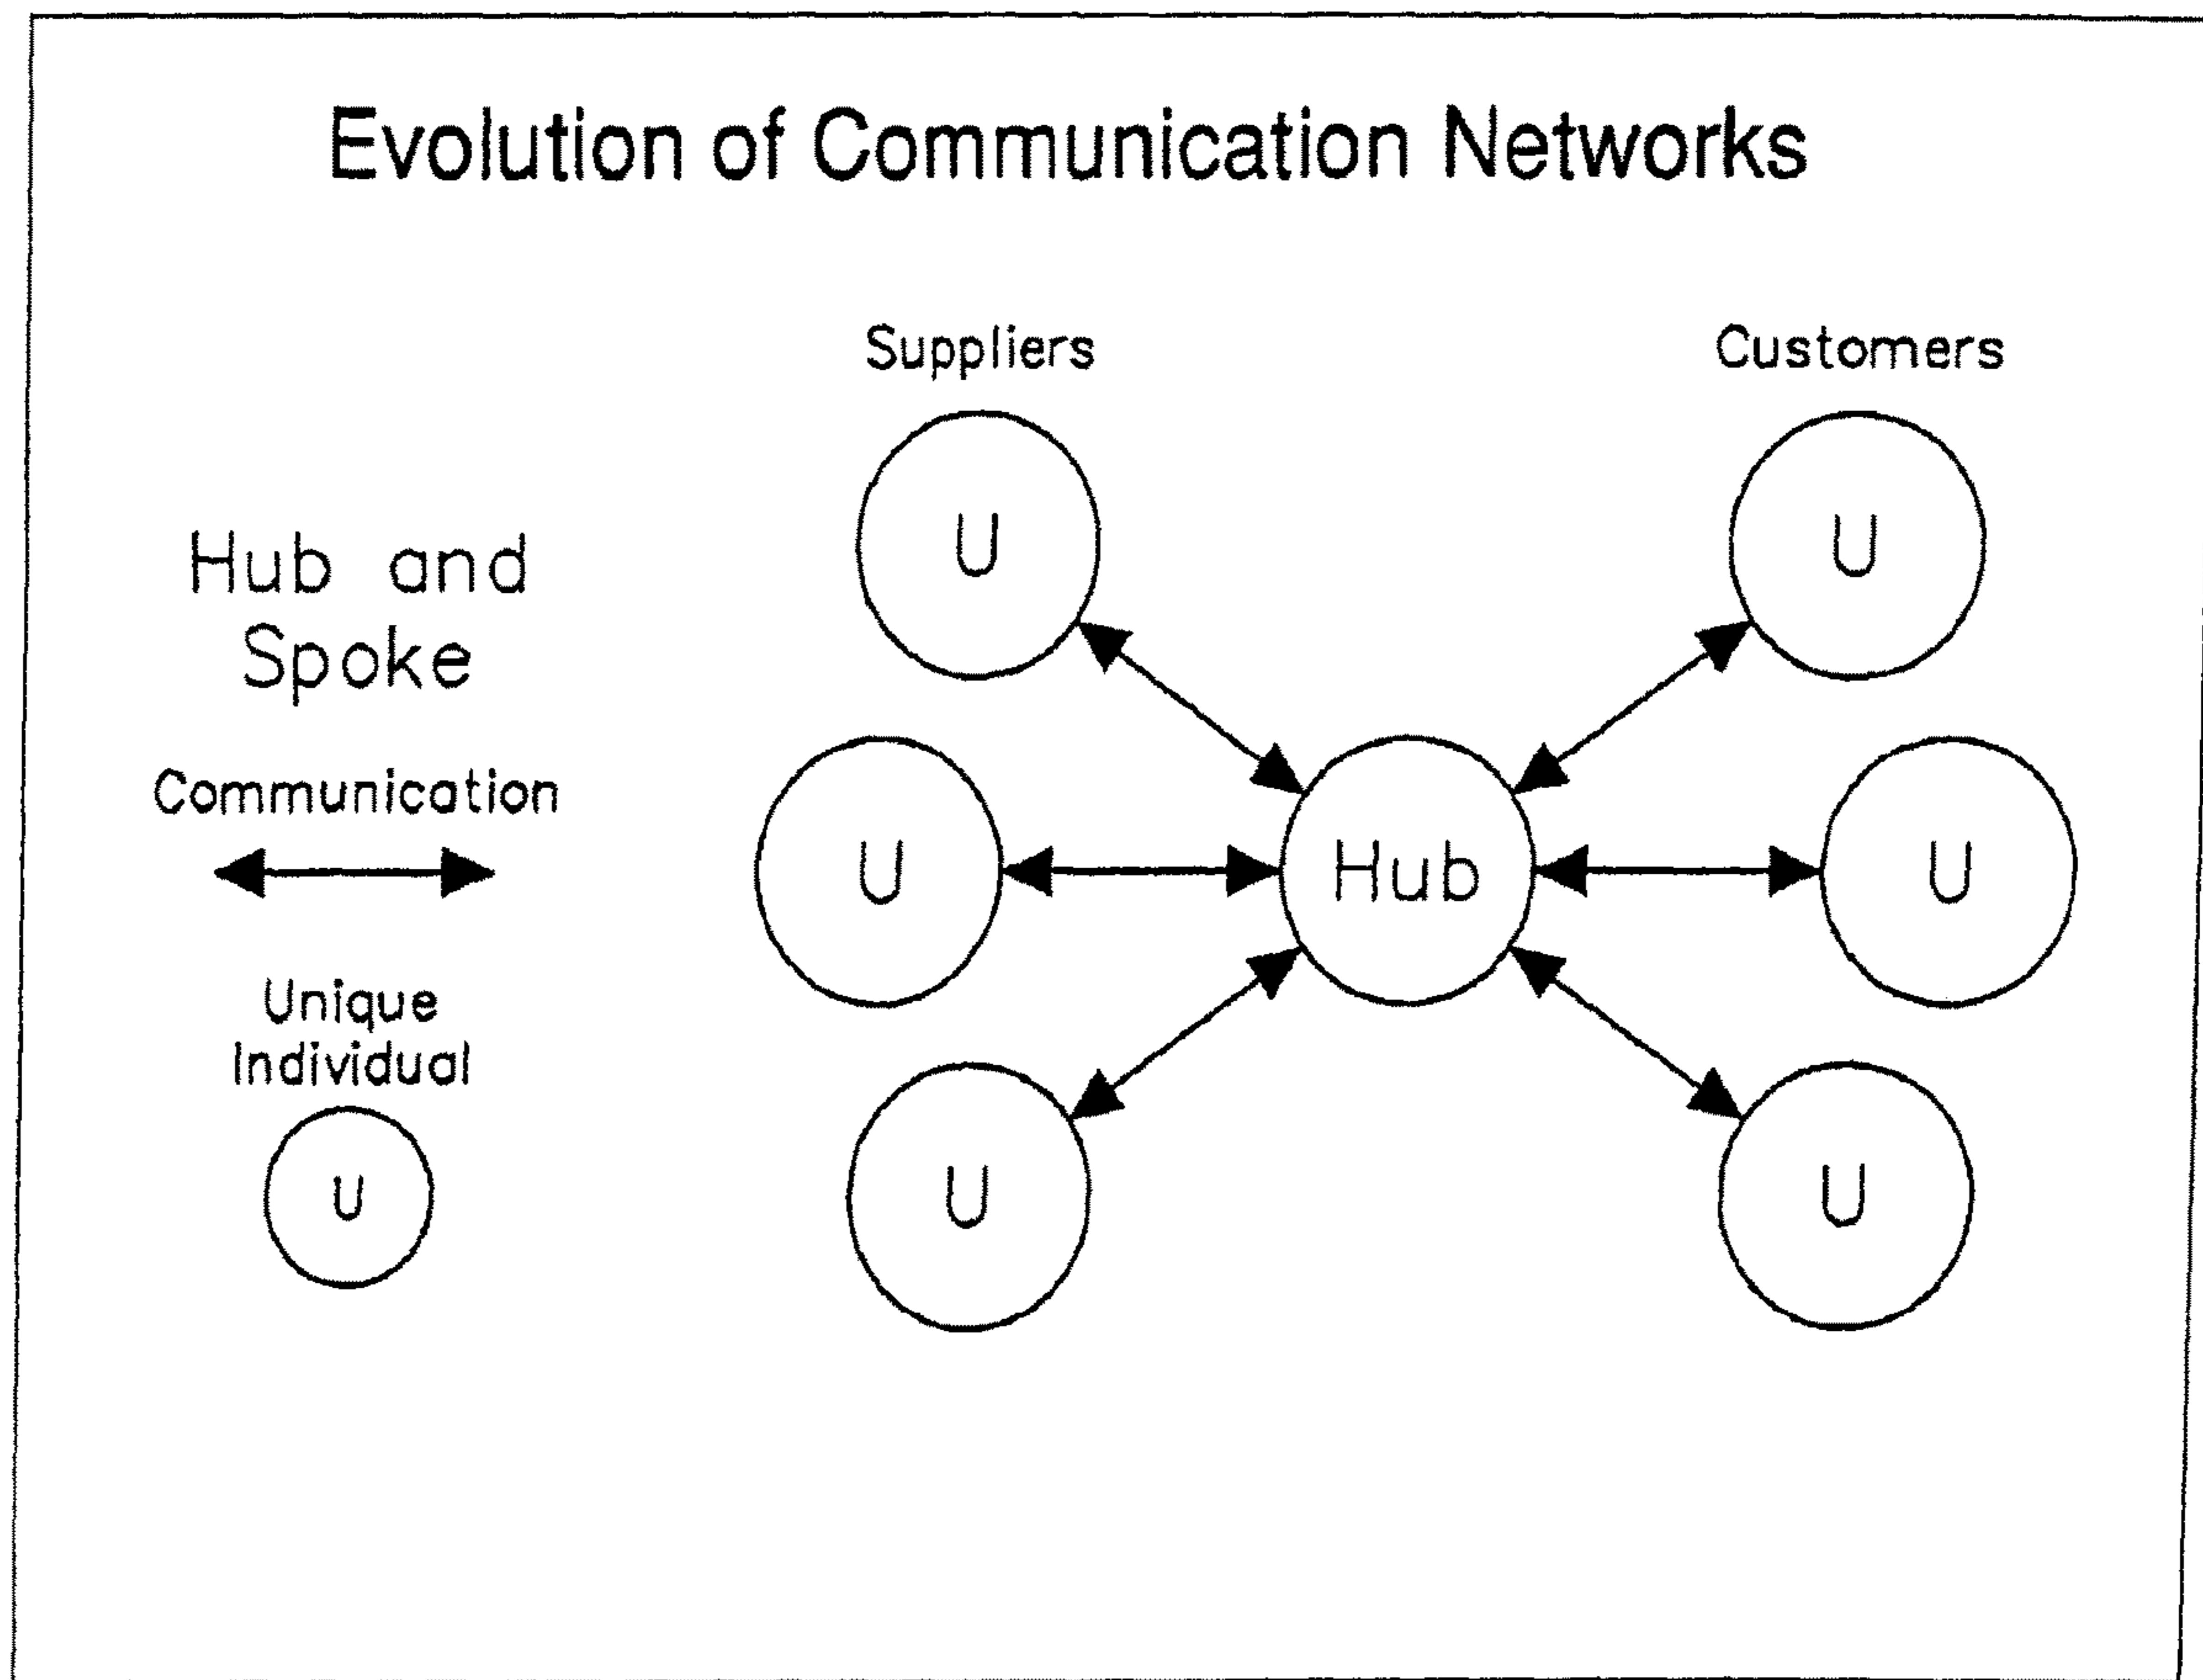 Evolution of Communication Networks
Suppliers
Customers
Hub and
Spoke
Communication
Unique
Individual
U
U
U
U
Hub
U
U
U